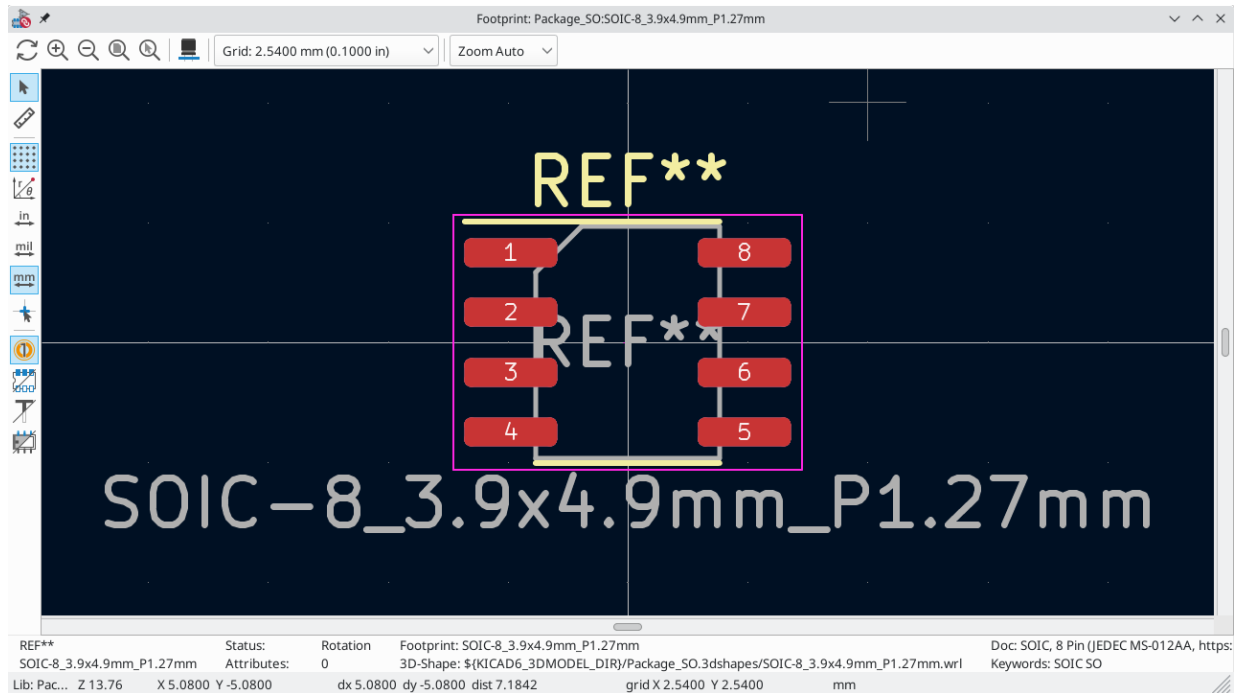 Footprint: Package_SO:SOIC-8_3.9x4.9mm_P1.27mm
Grid: 2.5400 mm (0.1000 in)
Zoom Auto
in
mil
mm
REF**
1
8
2
7
REF**
3
6
4
5
SOIC-8_3.9x4.9mm_P1.27mm
REF** Status: Rotation Footprint: SOIC-8_3.9x4.9mm_P1.27mm Doc: SOIC, 8 Pin (JEDEC MS-012AA, https:
SOIC-8_3.9x4.9mm_P1.27mm Attributes: 0 3D-Shape: ${KICAD6_3DMODEL_DIR}/Package_SO.3dshapes/SOIC-8_3.9x4.9mm_P1.27mm.wrl Keywords: SOIC SO
Lib: Pac... Z 13.76 X 5.0800 Y -5.0800 dx 5.0800 dy -5.0800 dist 7.1842 grid X 2.5400 Y 2.5400 mm